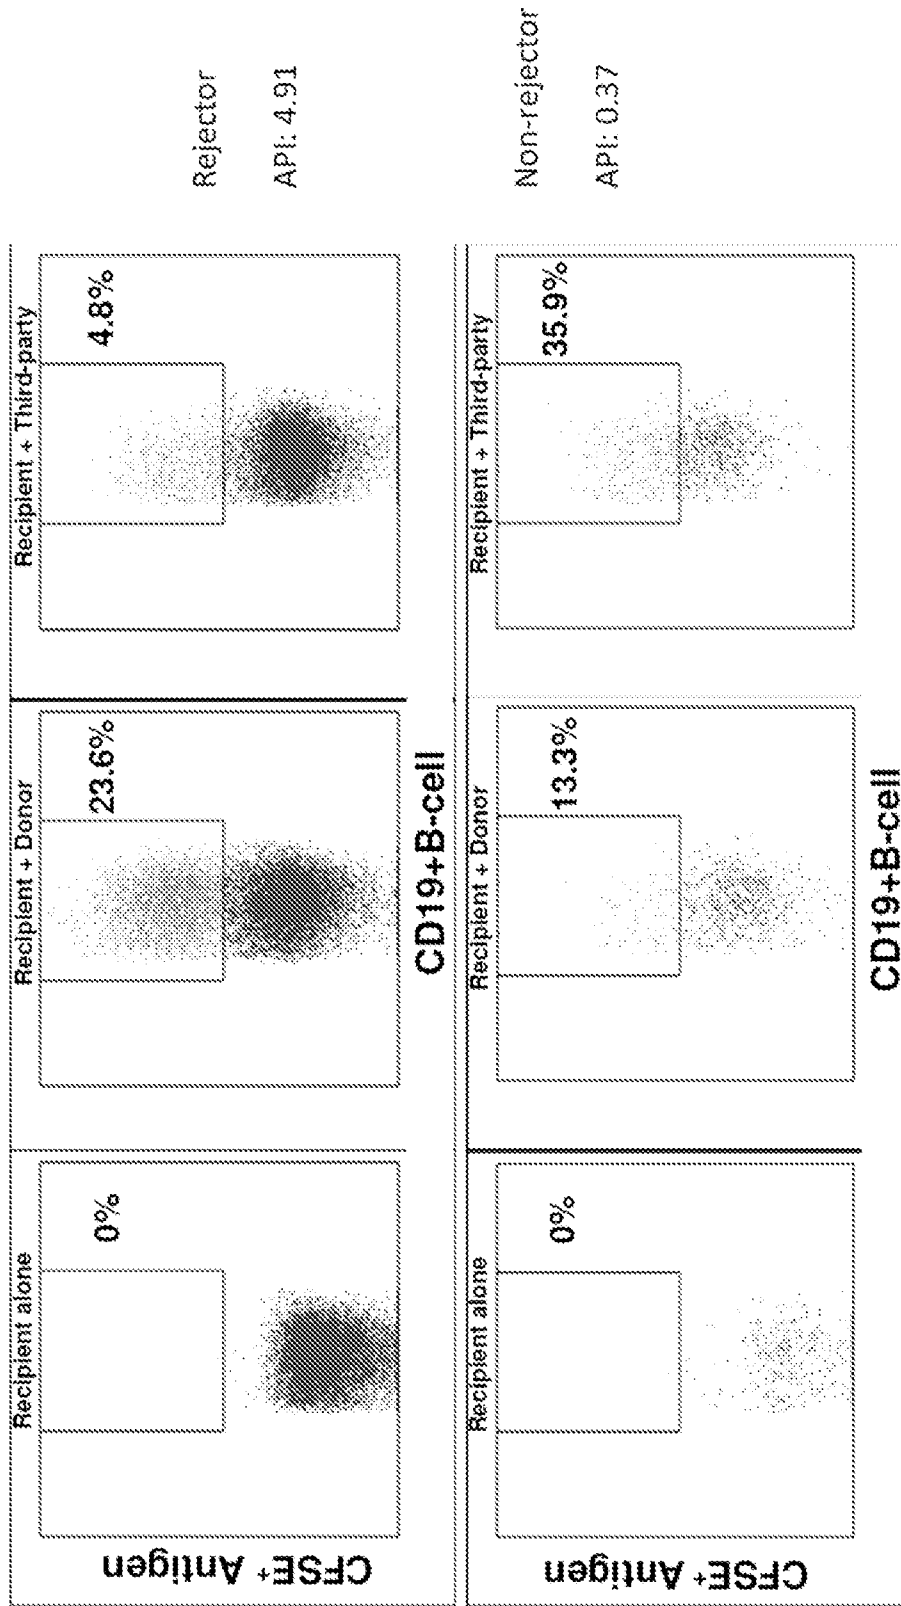 Recipient alone
Recipient + Donor
Recipient + Third-party
0%
23.6%
4.8%
Rejector
API: 4.91
CFSE+ Antigen
CD19+B-cell
Recipient alone
Recipient + Donor
Recipient + Third-party
0%
13.3%
35.9%
Non-rejector
API: 0.37
CFSE+ Antigen
CD19+B-cell